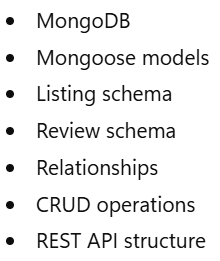 • MongoDB
• Mongoose models
• Listing schema
• Review schema
• Relationships
• CRUD operations
• REST API structure